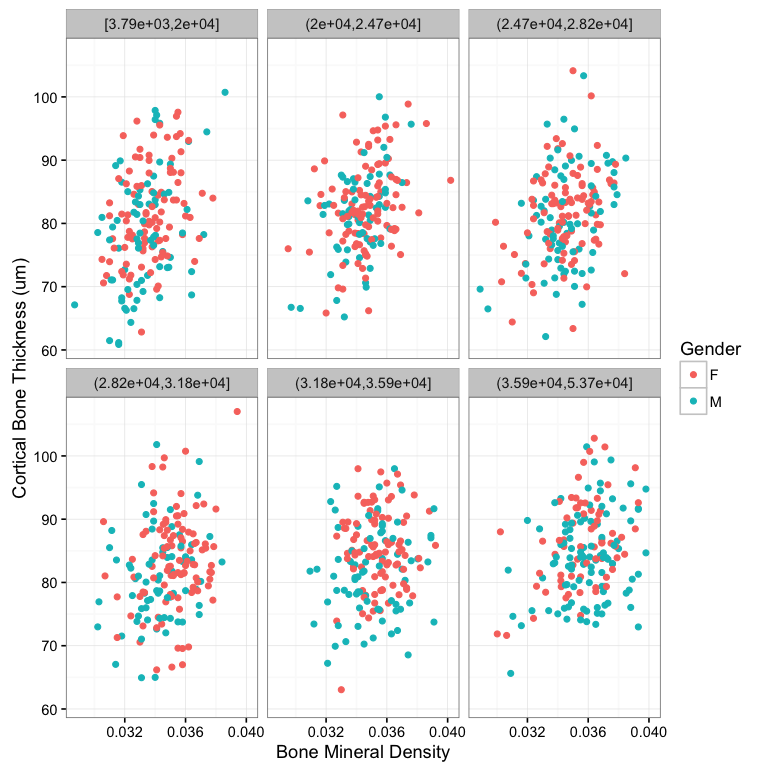 [3.79e+03,2e+04] (2e+04,2.47e+04] (2.47e+04,2.82e+04]
100
90
80
70
60
(2.82e+04,3.18e+04] (3.18e+04,3.59e+04] (3.59e+04,5.37e+04]
100
90
80
70
60
0.032 0.036 0.040 0.032 0.036 0.040 0.032 0.036 0.040
Bone Mineral Density
Cortical Bone Thickness (um)
Gender
F
M